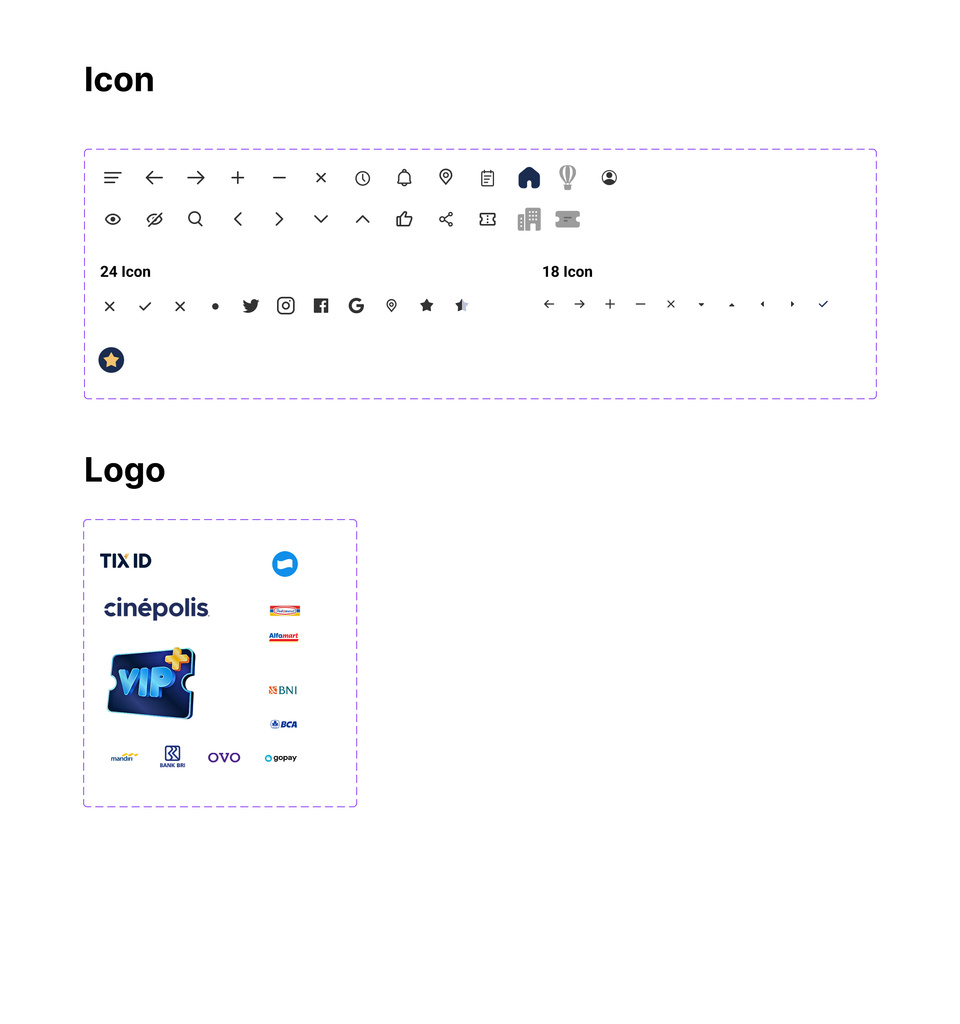 Icon
24 Icon
18 Icon
Logo
TIX ID
cinépolis.
Alfamart
VIP
BNI
BCA
mandiri
BANK BRI
OVO
gopay